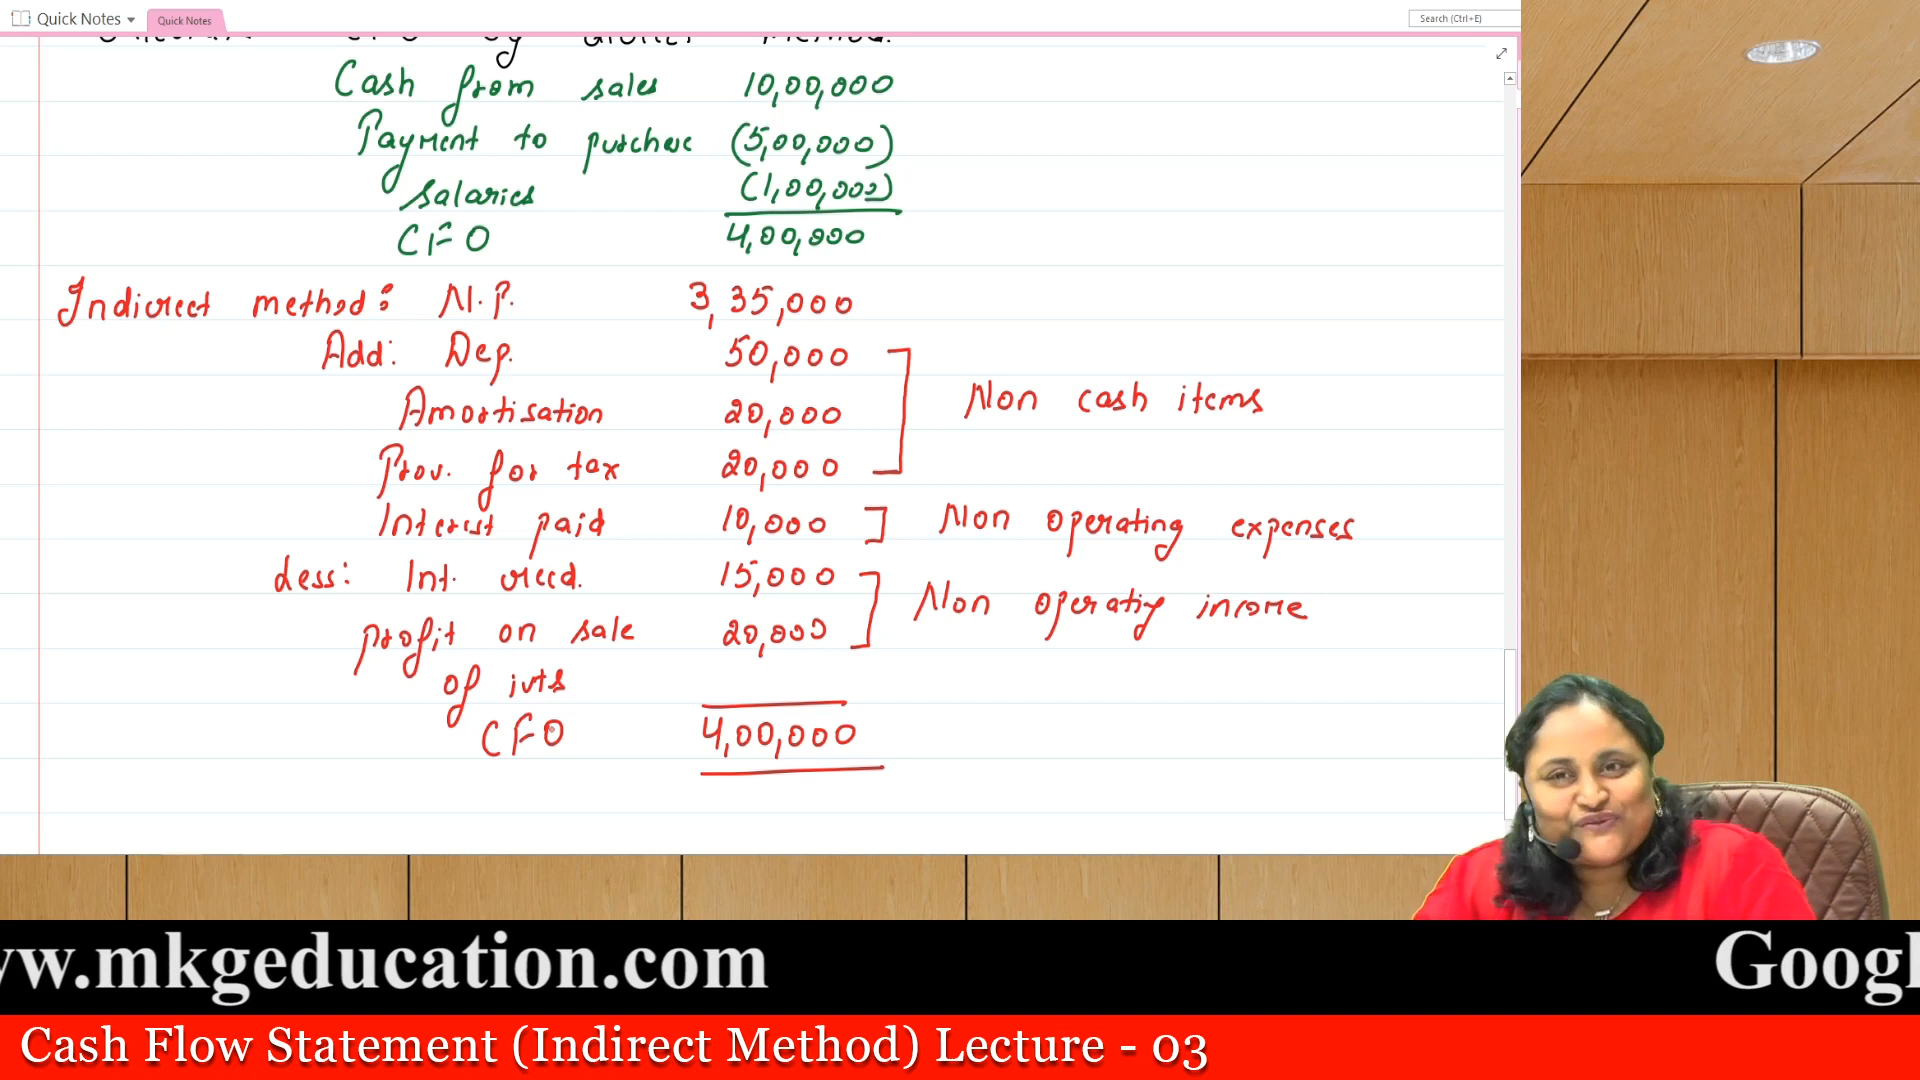 Quick Notes
Quick Notes
Search (Ctrl+E)
by direct method.
Cash from sales 10,00,000
Payment to purchase (5,00,000)
Salaries (1,00,000)
CFO 4,00,000
Indirect method: N.P. 3,35,000
Add: Dep. 50,000
Amortisation 20,000
Non cash items
Prov. for tax 20,000
Interest paid 10,000 Non operating expenses
Less: Int. recd. 15,000
Non operatig income
profit on sale 20,000
of ivts
CFO 4,00,000
ww.mkgeducation.com
Googl
Cash Flow Statement (Indirect Method) Lecture - 03